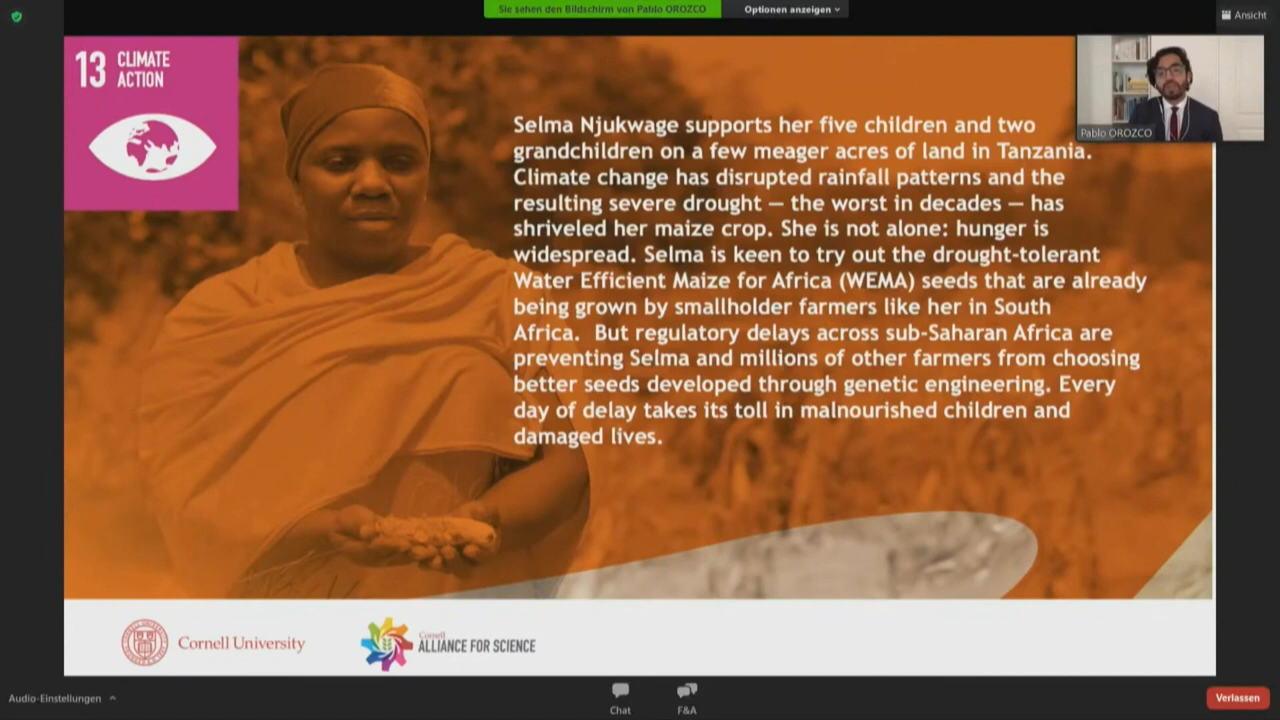 Sie sehen den Bildschirm von Pablo OROZCO
Optionen anzeigen
Ansicht
13 CLIMATE
ACTION
Pablo OROZCO
Selma Njukwage supports her five children and two
grandchildren on a few meager acres of land in Tanzania.
Climate change has disrupted rainfall patterns and the
resulting severe drought — the worst in decades — has
shriveled her maize crop. She is not alone: hunger is
widespread. Selma is keen to try out the drought-tolerant
Water Efficient Maize for Africa (WEMA) seeds that are already
being grown by smallholder farmers like her in South
Africa.  But regulatory delays across sub-Saharan Africa are
preventing Selma and millions of other farmers from choosing
better seeds developed through genetic engineering. Every
day of delay takes its toll in malnourished children and
damaged lives.
Cornell University
Cornell
ALLIANCE FOR SCIENCE
Audio-Einstellungen
Chat
F&A
Verlassen